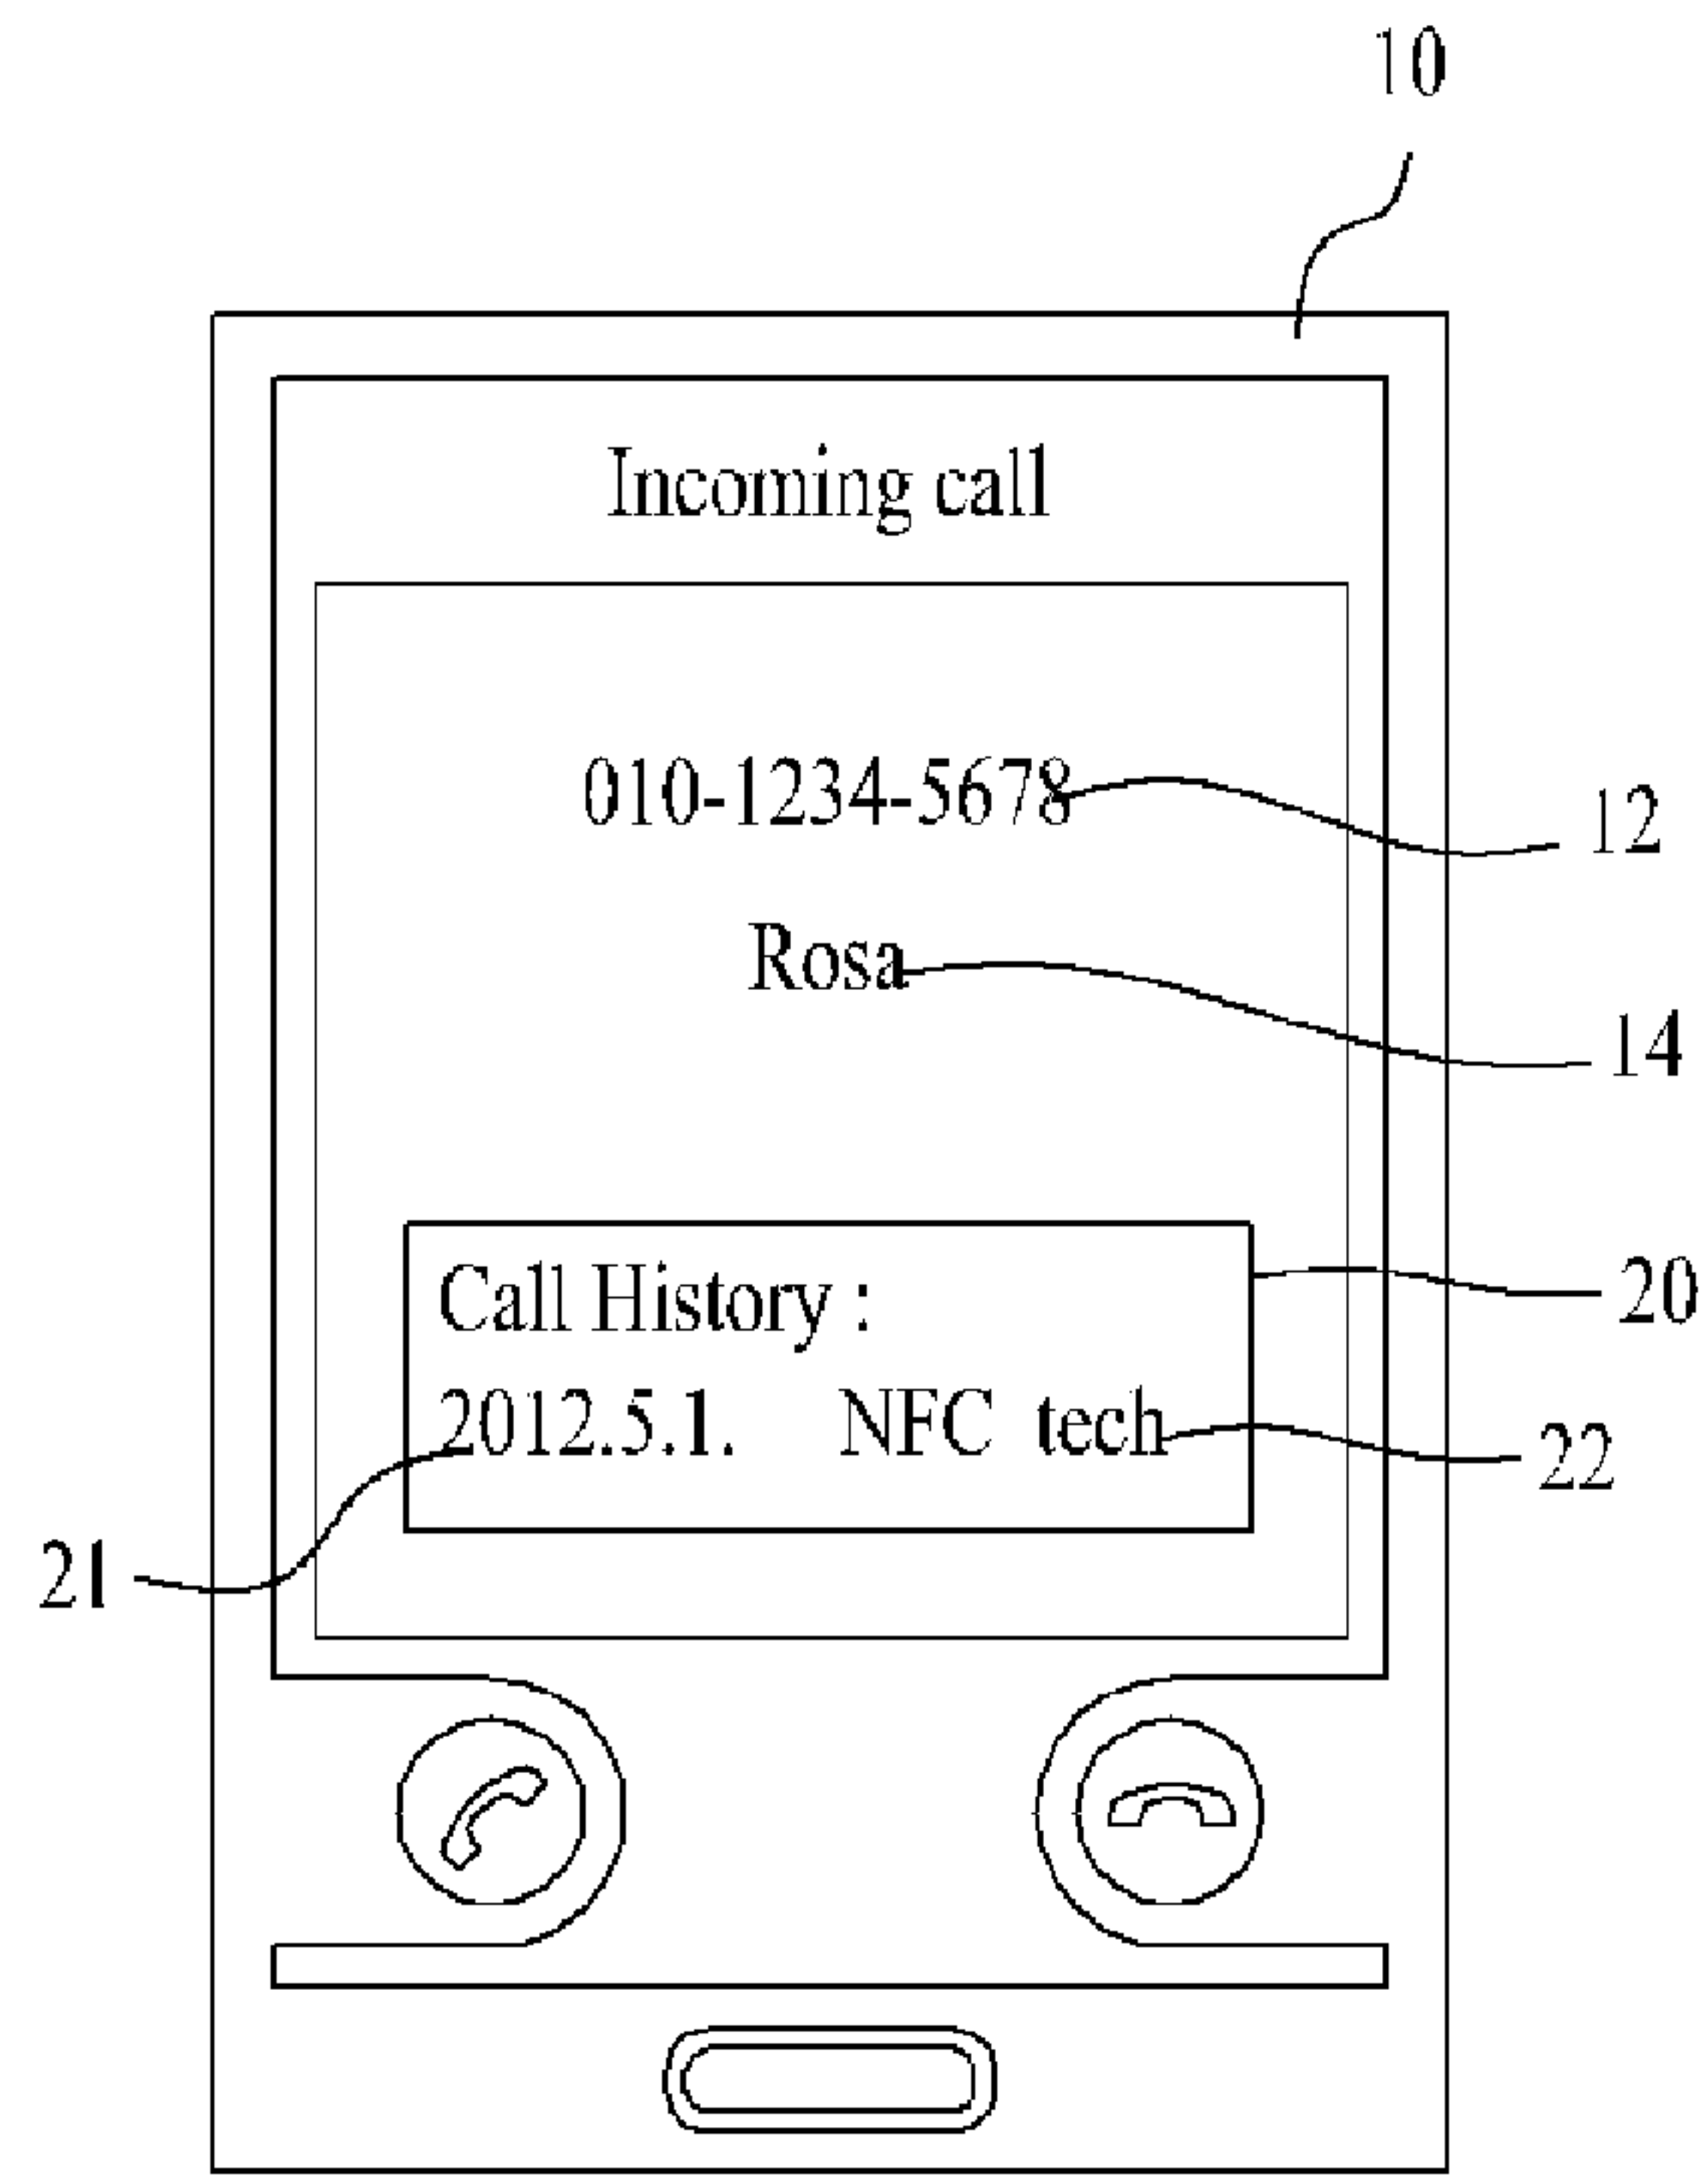 10
Incoming call
010-1234-5678
12
Rosa
14
Call History :
20
2012.5.1. NFC tech
22
21